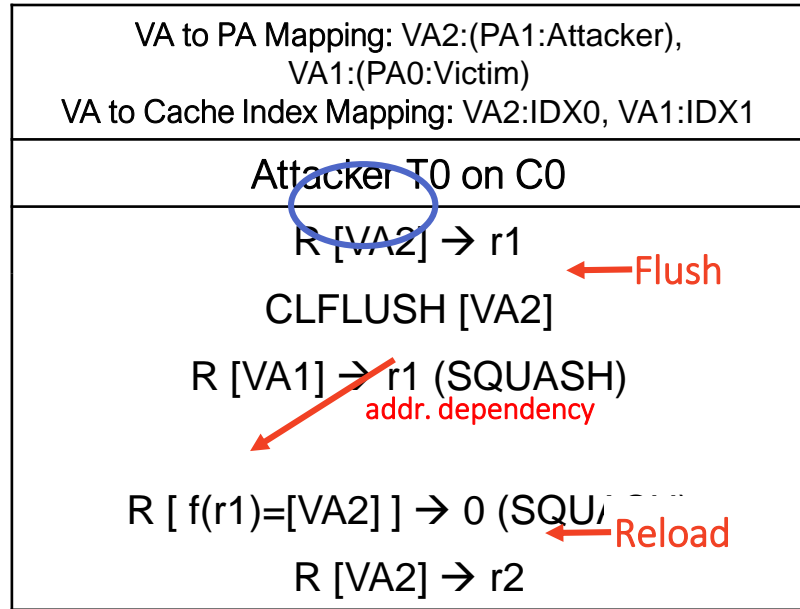 VA to PA Mapping: VA2:(PA1:Attacker),
VA1:(PA0:Victim)
VA to Cache Index Mapping: VA2:IDX0, VA1:IDX1
Attacker T0 on C0
R [VA2] → r1
Flush
CLFLUSH [VA2]
R [VA1] → r1 (SQUASH)
addr. dependency
R [ f(r1)=[VA2] ] → 0
Reload
R [VA2] → r2